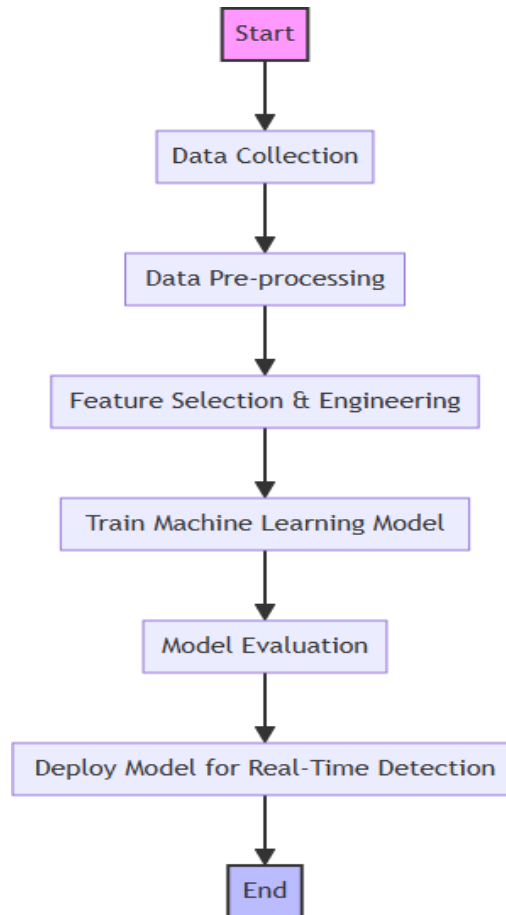 Start
Data Collection
Data Pre-processing
Feature Selection & Engineering
Train Machine Learning Model
Model Evaluation
Deploy Model for Real-Time Detection
End